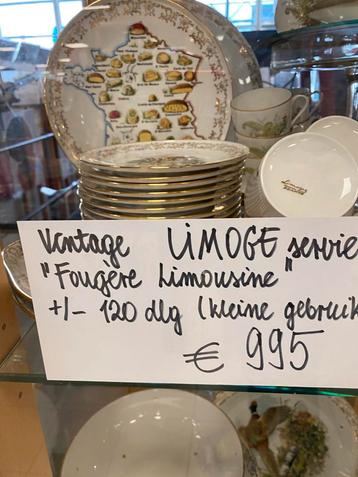 Vintage LIMOGE servie
"Fougère Limousine"
+/- 120 dlg (kleine gebruik
€ 995